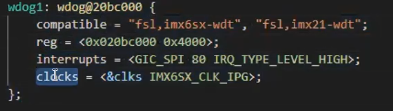 wdog1: wdog@20bc000 {
compatible = "fsl,imx6sx-wdt", "fsl,imx21-wdt";
reg = <0x020bc000 0x4000>;
interrupts = <GIC_SPI 80 IRQ_TYPE_LEVEL_HIGH>;
clocks = <&clks IMX6SX_CLK_IPG>;
};